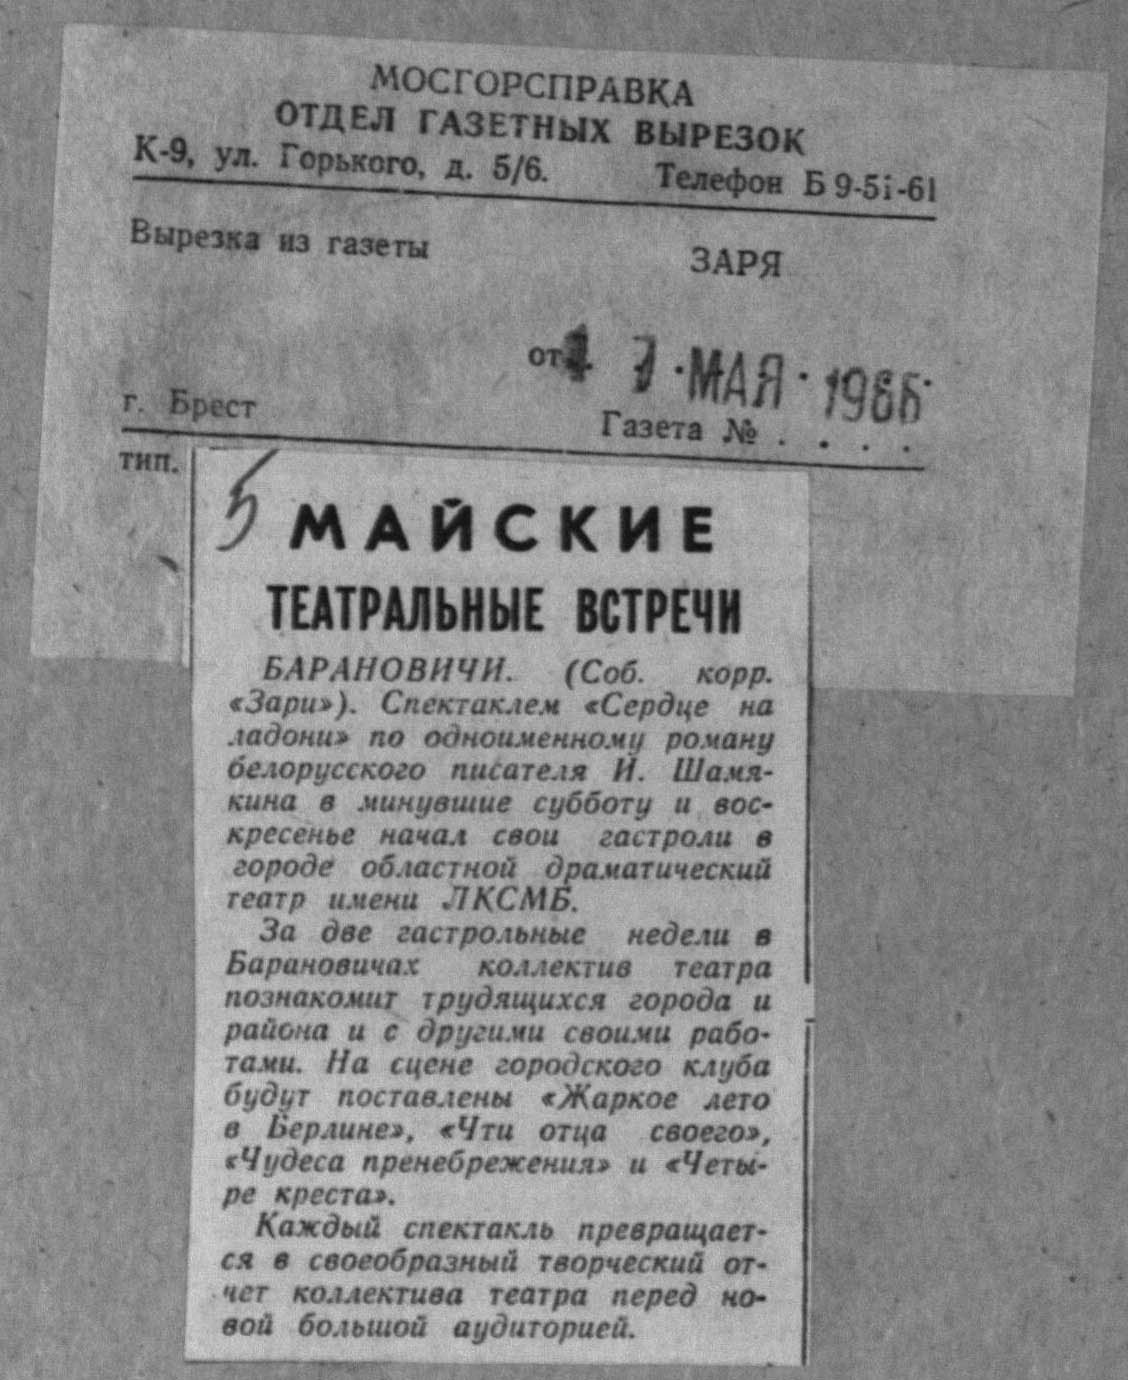 МОСГОРСПРАВКА
ОТДЕЛ ГАЗЕТНЫХ ВЫРЕЗОК
К-9, ул. Горького, д. 5/6. Телефон Б 9-51-61
Вырезка из газеты ЗАРЯ
от 7 · МАЯ · 1966 ·
г. Брест Газета № . . . .
тип.
5
МАЙСКИЕ
ТЕАТРАЛЬНЫЕ ВСТРЕЧИ
БАРАНОВИЧИ. (Соб. корр.
«Зари»). Спектаклем «Сердце на
ладони» по одноименному роману
белорусского писателя И. Шамя-
кина в минувшие субботу и вос-
кресенье начал свои гастроли в
городе областной драматический
театр имени ЛКСМБ.
За две гастрольные недели в
Барановичах коллектив театра
познакомит трудящихся города и
района и с другими своими рабо-
тами. На сцене городского клуба
будут поставлены «Жаркое лето
в Берлине», «Чти отца своего»,
«Чудеса пренебрежения» и «Четы-
ре креста».
Каждый спектакль превращает-
ся в своеобразный творческий от-
чет коллектива театра перед но-
вой большой аудиторией.